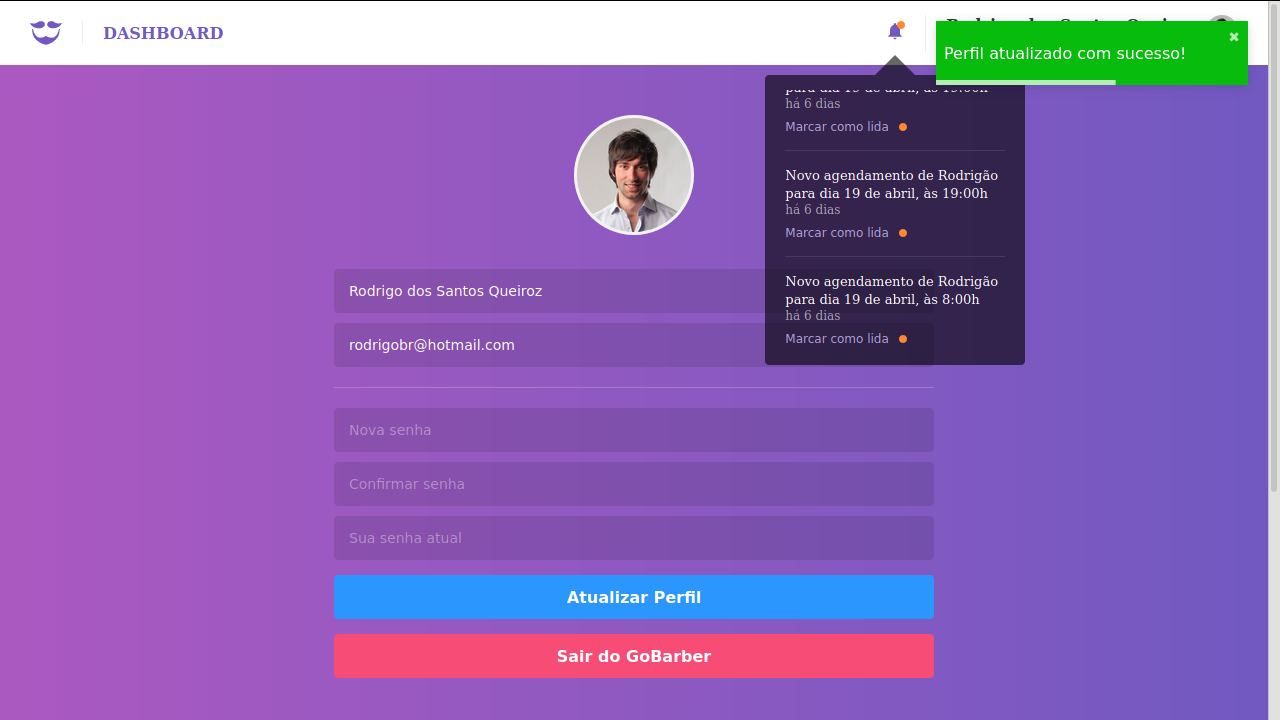 DASHBOARD
Perfil atualizado com sucesso!
há 6 dias
Marcar como lida
Novo agendamento de Rodrigão
para dia 19 de abril, às 19:00h
há 6 dias
Marcar como lida
Novo agendamento de Rodrigão
para dia 19 de abril, às 8:00h
há 6 dias
Marcar como lida
Rodrigo dos Santos Queiroz
rodrigobr@hotmail.com
Nova senha
Confirmar senha
Sua senha atual
Atualizar Perfil
Sair do GoBarber